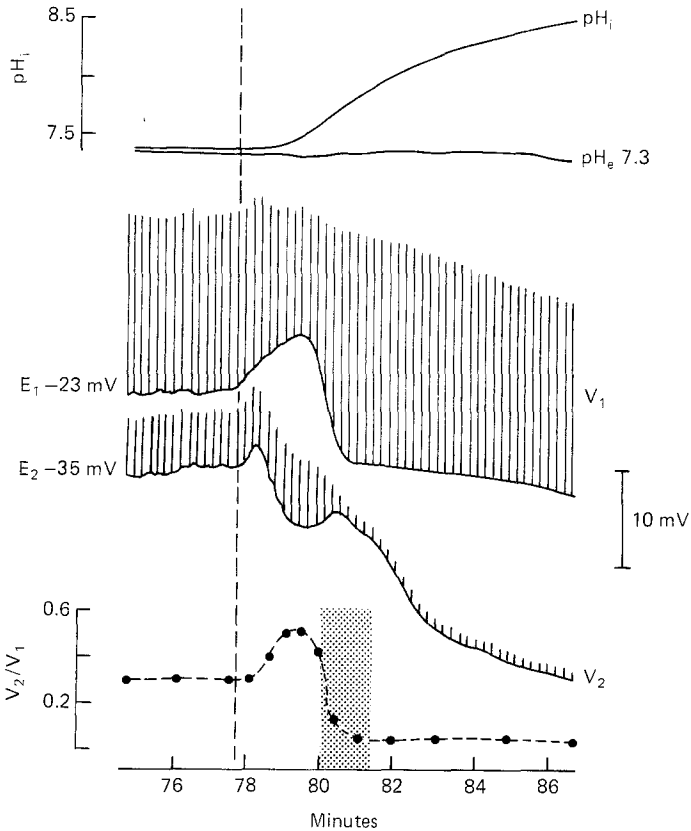 8.5
pHᵢ
pHᵢ
7.5
pHₑ 7.3
E₁ −23 mV
V₁
E₂ −35 mV
10 mV
0.6
V₂/V₁
0.2
V₂
76 78 80 82 84 86
Minutes